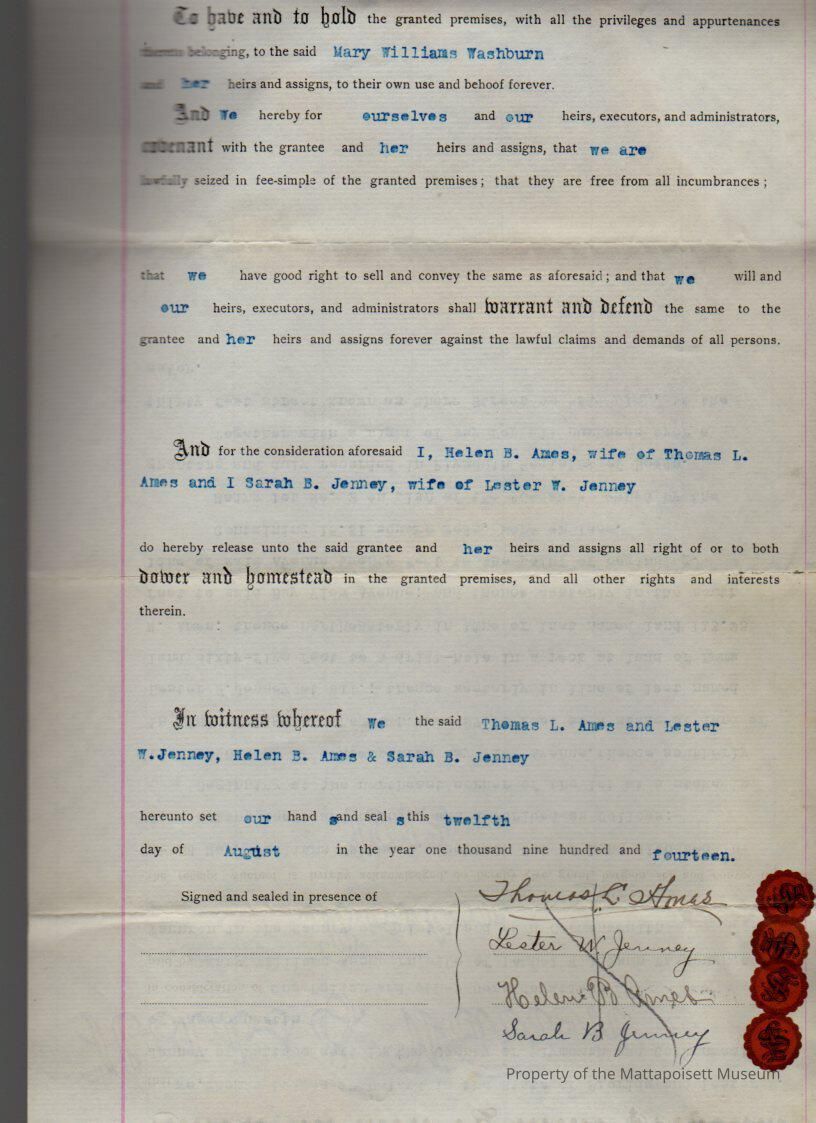 To have and to hold the granted premises, with all the privileges and appurtenances
thereto belonging, to the said Mary Williams Washburn
and her heirs and assigns, to their own use and behoof forever.
And We hereby for ourselves and our heirs, executors, and administrators,
covenant with the grantee and her heirs and assigns, that we are
lawfully seized in fee-simple of the granted premises; that they are free from all incumbrances;
that we have good right to sell and convey the same as aforesaid; and that we will and
our heirs, executors, and administrators shall warrant and defend the same to the
grantee and her heirs and assigns forever against the lawful claims and demands of all persons.
And for the consideration aforesaid I, Helen B. Ames, wife of Thomas L.
Ames and I Sarah B. Jenney, wife of Lester W. Jenney
do hereby release unto the said grantee and her heirs and assigns all right of or to both
dower and homestead in the granted premises, and all other rights and interests
therein.
In witness whereof We the said Thomas L. Ames and Lester
W.Jenney, Helen B. Ames & Sarah B. Jenney
hereunto set our hand s and seal s this twelfth
day of August in the year one thousand nine hundred and fourteen.
Signed and sealed in presence of
Thomas L. Ames
Lester W. Jenney
Helen B Ames
Sarah B Jenney
Property of the Mattapoisett Museum